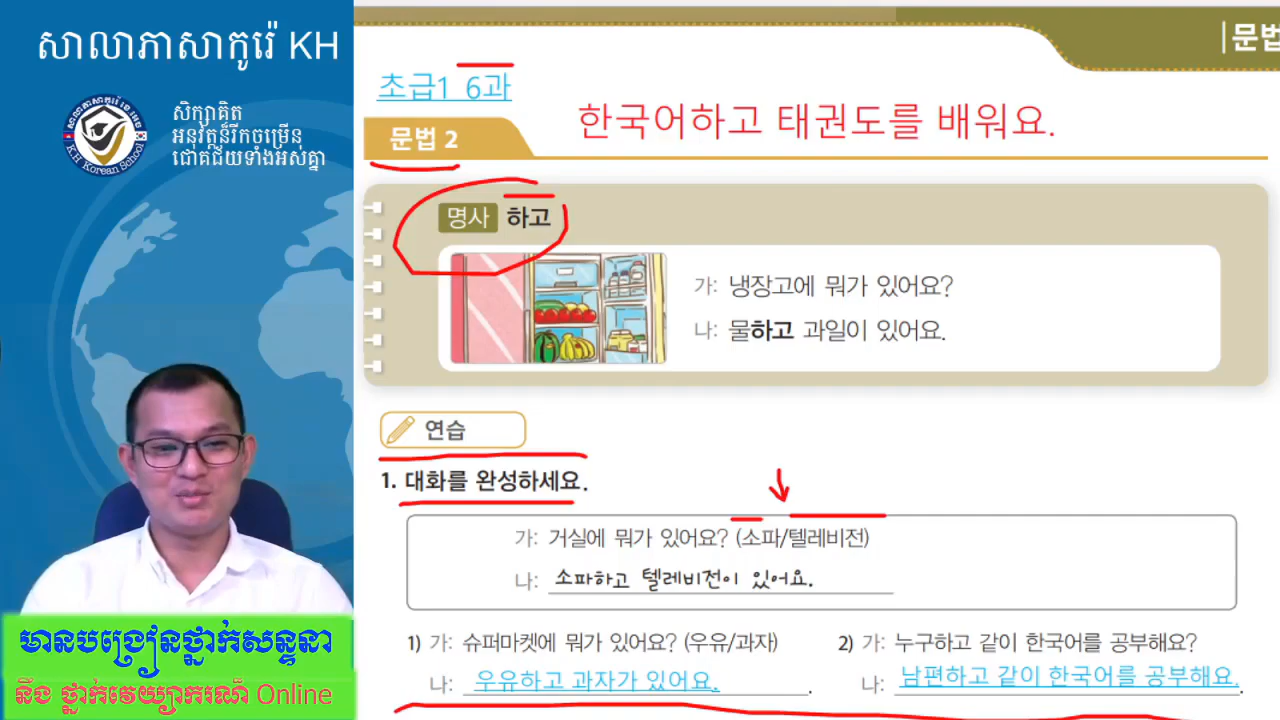 សាលាភាសាកូរ៉េ KH
សិក្សាគិត
អនុវត្តន៍រីកចម្រើន
ជោគជ័យទាំងអស់គ្នា
K.H Korean School
មានបង្រៀនថ្នាក់សន្ទនា
និង ថ្នាក់វេយ្យាករណ៍ Online
문법
초급1 6과
문법 2
한국어하고 태권도를 배워요.
명사 하고
가: 냉장고에 뭐가 있어요?
나: 물하고 과일이 있어요.
연습
1. 대화를 완성하세요.
가: 거실에 뭐가 있어요? (소파/텔레비전)
나: 소파하고 텔레비전이 있어요.
1) 가: 슈퍼마켓에 뭐가 있어요? (우유/과자)
나: 우유하고 과자가 있어요.
2) 가: 누구하고 같이 한국어를 공부해요?
나: 남편하고 같이 한국어를 공부해요.